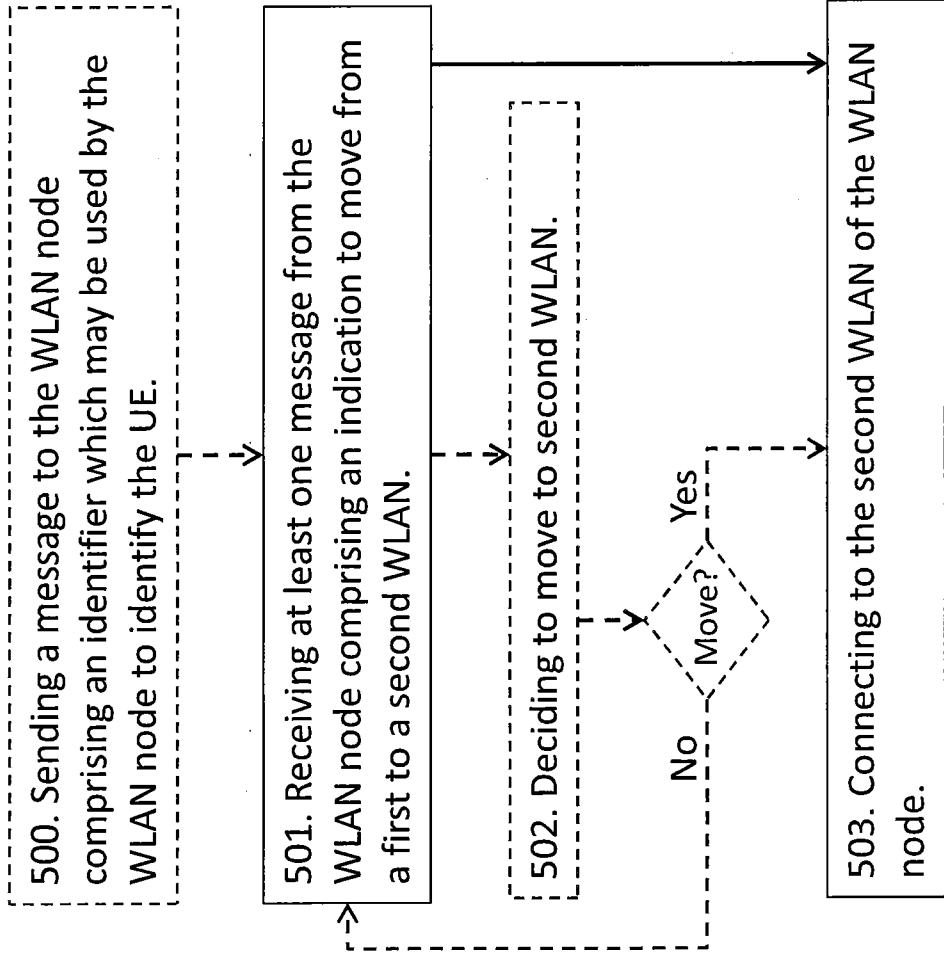 500. Sending a message to the WLAN node
comprising an identifier which may be used by the
WLAN node to identify the UE.
501. Receiving at least one message from the
WLAN node comprising an indication to move from
a first to a second WLAN.
502. Deciding to move to second WLAN.
Move?
No
Yes
503. Connecting to the second WLAN of the WLAN
node.